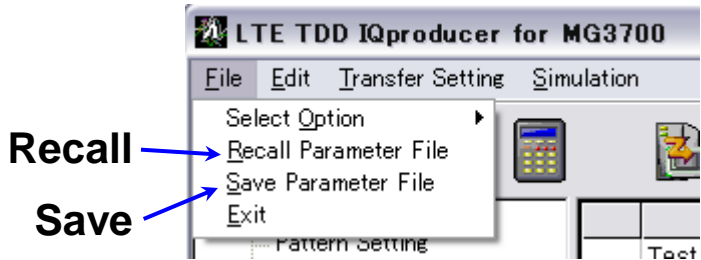 LTE TDD IQproducer for MG3700
File Edit Transfer Setting Simulation
Select Option
Recall Recall Parameter File
Save Parameter File
Save Exit
Pattern Setting
Test